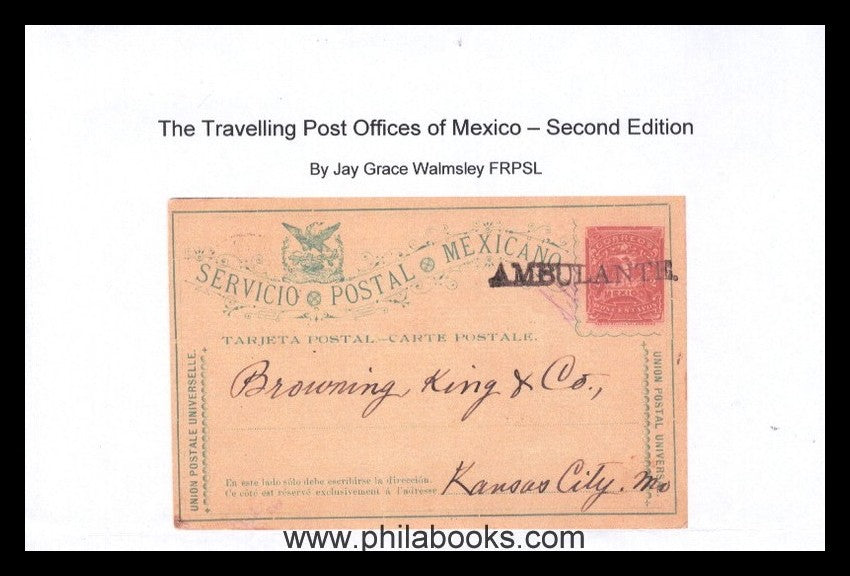 The Travelling Post Offices of Mexico – Second Edition
By Jay Grace Walmsley FRPSL
SERVICIO POSTAL MEXICANO
CORREOS
AMBULANTE.
TARJETA POSTAL.–CARTE POSTALE.
UNION POSTALE UNIVERSELLE.
Browning King & Co.,
En este lado sólo debe escribirse la dirección.
Ce côté est réservé exclusivement à l'adresse
Kansas City. Mo
UNION POSTAL UNIVERSAL
www.philabooks.com